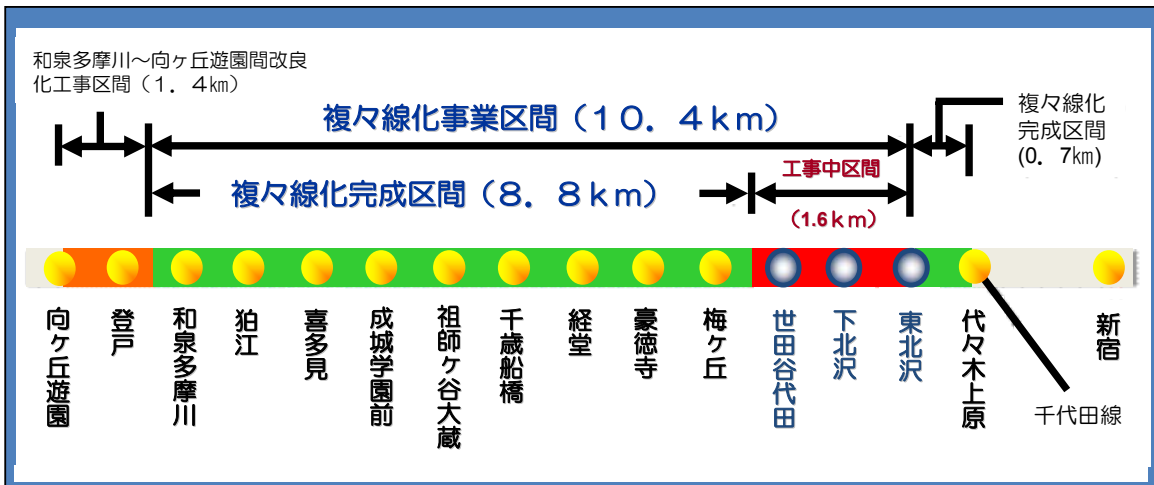 和泉多摩川～向ヶ丘遊園間改良
化工事区間（１．４㎞）
複々線化事業区間（１０．４ｋｍ）
複々線化
完成区間
(0．7㎞)
工事中区間
複々線化完成区間（８．８ｋｍ）
（1.6ｋｍ）
向ヶ丘遊園
登戸
和泉多摩川
狛江
喜多見
成城学園前
祖師ヶ谷大蔵
千歳船橋
経堂
豪徳寺
梅ヶ丘
世田谷代田
下北沢
東北沢
代々木上原
新宿
千代田線